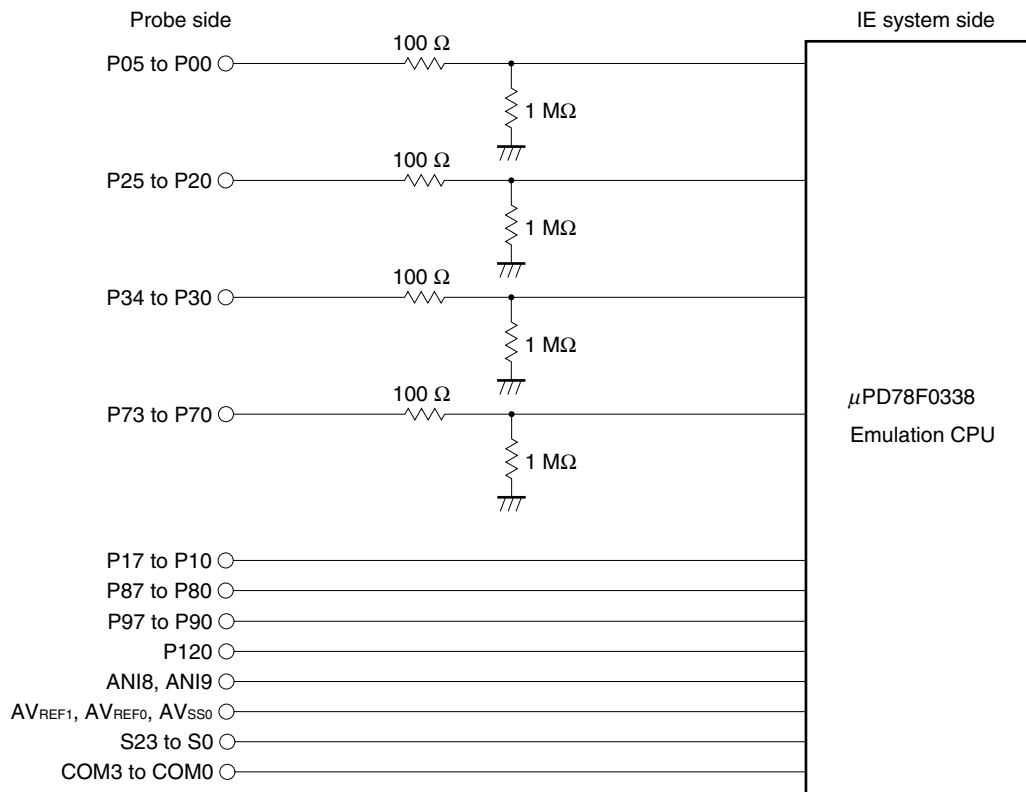 Probe side
IE system side
100 Ω
P05 to P00
1 MΩ
100 Ω
P25 to P20
1 MΩ
100 Ω
P34 to P30
1 MΩ
100 Ω
P73 to P70
1 MΩ
µPD78F0338
Emulation CPU
P17 to P10
P87 to P80
P97 to P90
P120
ANI8, ANI9
AVREF1, AVREF0, AVSS0
S23 to S0
COM3 to COM0